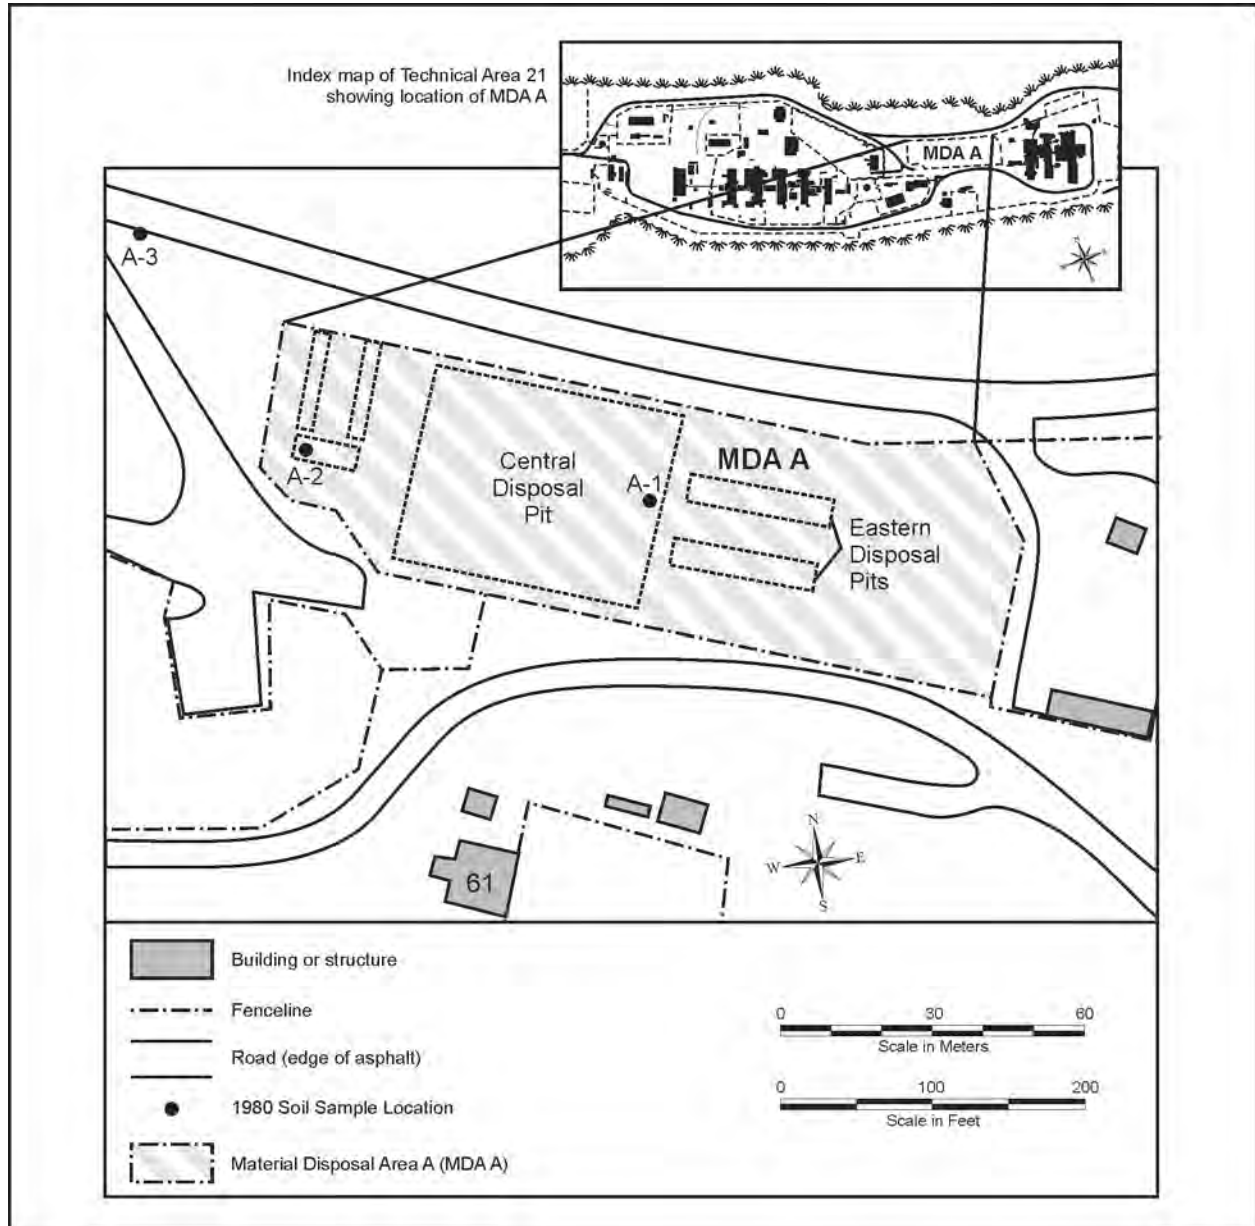 Index map of Technical Area 21
showing location of MDA A
MDA A
A-3
A-2
Central
Disposal
Pit
A-1
MDA A
Eastern
Disposal
Pits
61
N
W
E
S
Building or structure
Fenceline
Road (edge of asphalt)
1980 Soil Sample Location
Material Disposal Area A (MDA A)
0 30 60
Scale in Meters
0 100 200
Scale in Feet